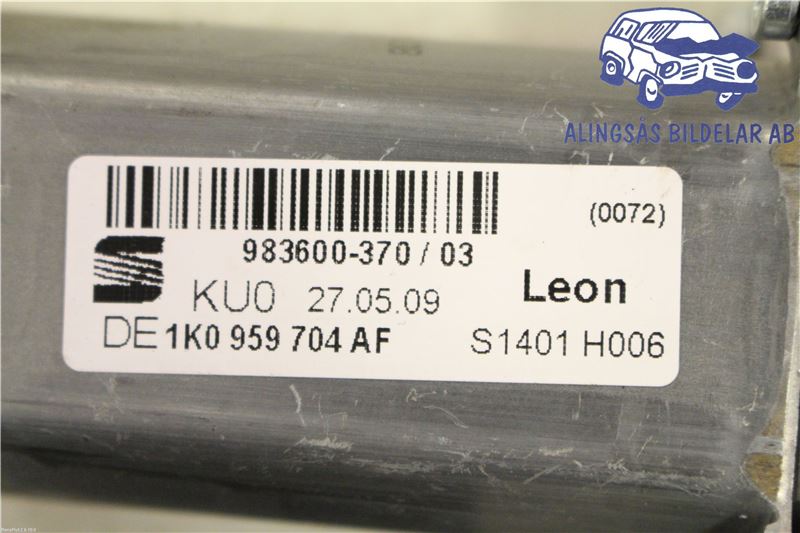 ALINGSÅS BILDELAR AB
(0072)
983600-370 / 03
KU0 27.05.09 Leon
DE 1K0 959 704 AF S1401 H006